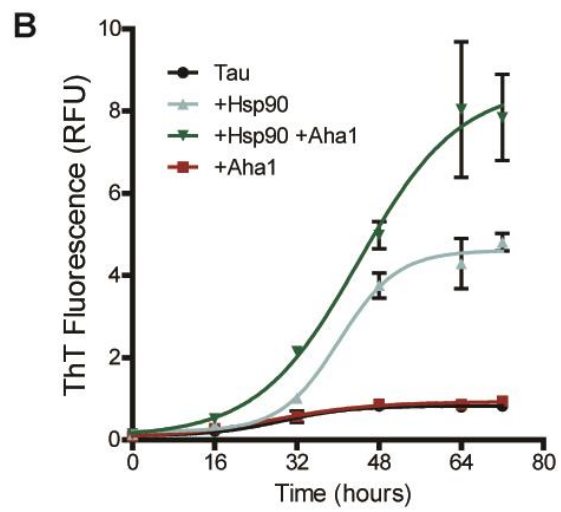 B
10
8
6
4
2
0
ThT Fluorescence (RFU)
Tau
+Hsp90
+Hsp90 +Aha1
+Aha1
0 16 32 48 64 80
Time (hours)